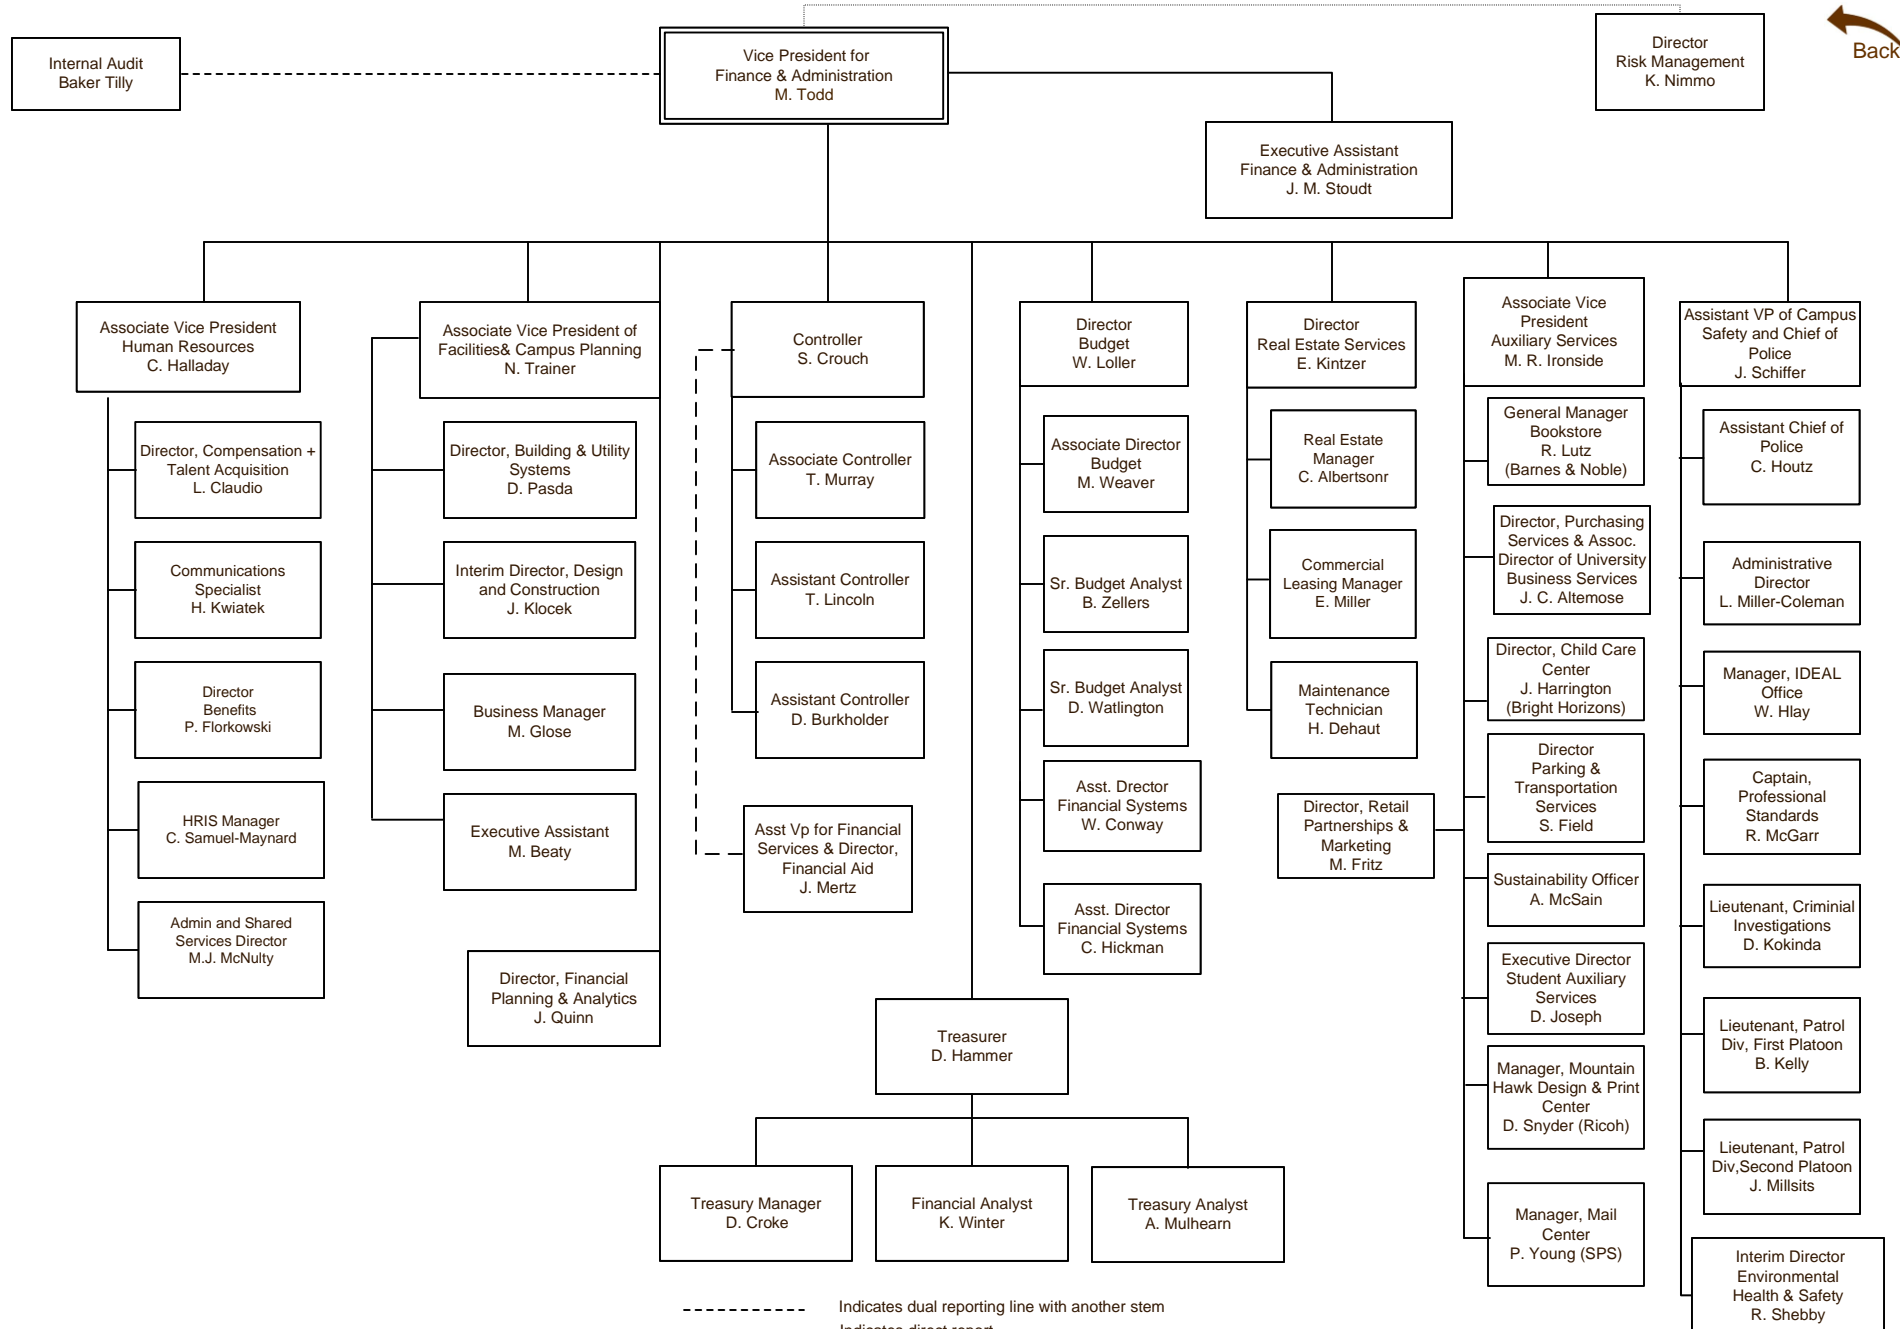 Internal Audit
Baker Tilly
Vice President for
Finance & Administration
M. Todd
Director
Risk Management
K. Nimmo
Back
Executive Assistant
Finance & Administration
J. M. Stoudt
Associate Vice President
Human Resources
C. Halladay
Director, Compensation +
Talent Acquisition
L. Claudio
Communications
Specialist
H. Kwiatek
Director
Benefits
P. Florkowski
HRIS Manager
C. Samuel-Maynard
Admin and Shared
Services Director
M.J. McNulty
Associate Vice President of
Facilities& Campus Planning
N. Trainer
Director, Building & Utility
Systems
D. Pasda
Interim Director, Design
and Construction
J. Klocek
Business Manager
M. Glose
Executive Assistant
M. Beaty
Director, Financial
Planning & Analytics
J. Quinn
Controller
S. Crouch
Associate Controller
T. Murray
Assistant Controller
T. Lincoln
Assistant Controller
D. Burkholder
Asst Vp for Financial
Services & Director,
Financial Aid
J. Mertz
Treasurer
D. Hammer
Treasury Manager
D. Croke
Financial Analyst
K. Winter
Treasury Analyst
A. Mulhearn
Director
Budget
W. Loller
Associate Director
Budget
M. Weaver
Sr. Budget Analyst
B. Zellers
Sr. Budget Analyst
D. Watlington
Asst. Drector
Financial Systems
W. Conway
Asst. Director
Financial Systems
C. Hickman
Director
Real Estate Services
E. Kintzer
Real Estate
Manager
C. Albertsonr
Commercial
Leasing Manager
E. Miller
Maintenance
Technician
H. Dehaut
Director, Retail
Partnerships &
Marketing
M. Fritz
Associate Vice
President
Auxiliary Services
M. R. Ironside
General Manager
Bookstore
R. Lutz
(Barnes & Noble)
Director, Purchasing
Services & Assoc.
Director of University
Business Services
J. C. Altemose
Director, Child Care
Center
J. Harrington
(Bright Horizons)
Director
Parking &
Transportation
Services
S. Field
Sustainability Officer
A. McSain
Executive Director
Student Auxiliary
Services
D. Joseph
Manager, Mountain
Hawk Design & Print
Center
D. Snyder (Ricoh)
Manager, Mail
Center
P. Young (SPS)
Assistant VP of Campus
Safety and Chief of
Police
J. Schiffer
Assistant Chief of
Police
C. Houtz
Administrative
Director
L. Miller-Coleman
Manager, IDEAL
Office
W. Hlay
Captain,
Professional
Standards
R. McGarr
Lieutenant, Criminial
Investigations
D. Kokinda
Lieutenant, Patrol
Div, First Platoon
B. Kelly
Lieutenant, Patrol
Div,Second Platoon
J. Millsits
Interim Director
Environmental
Health & Safety
R. Shebby
Indicates dual reporting line with another stem
Indicates direct report